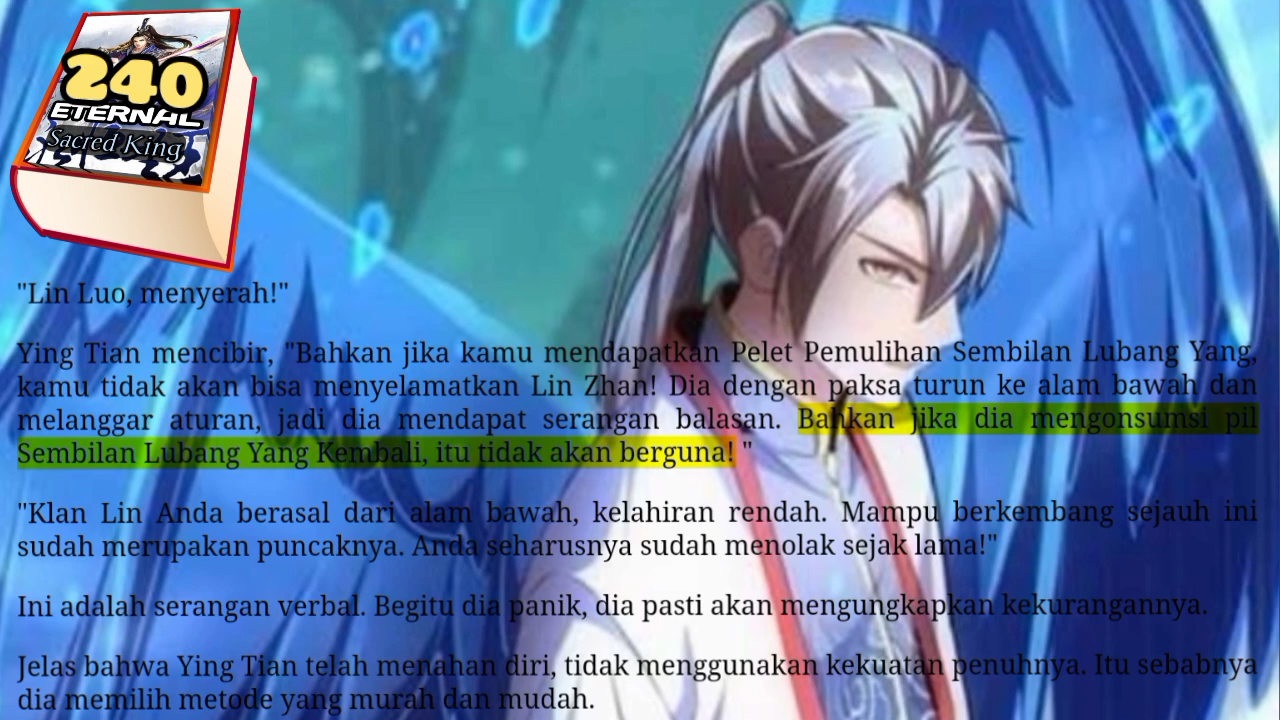 240
ETERNAL
Sacred King
"Lin Luo, menyerah!"
Ying Tian mencibir, "Bahkan jika kamu mendapatkan Pelet Pemulihan Sembilan Lubang Yang,
kamu tidak akan bisa menyelamatkan Lin Zhan! Dia dengan paksa turun ke alam bawah dan
melanggar aturan, jadi dia mendapat serangan balasan. Bahkan jika dia mengonsumsi pil
Sembilan Lubang Yang Kembali, itu tidak akan berguna! "
"Klan Lin Anda berasal dari alam bawah, kelahiran rendah. Mampu berkembang sejauh ini
sudah merupakan puncaknya. Anda seharusnya sudah menolak sejak lama!"
Ini adalah serangan verbal. Begitu dia panik, dia pasti akan mengungkapkan kekurangannya.
Jelas bahwa Ying Tian telah menahan diri, tidak menggunakan kekuatan penuhnya. Itu sebabnya
dia memilih metode yang murah dan mudah.